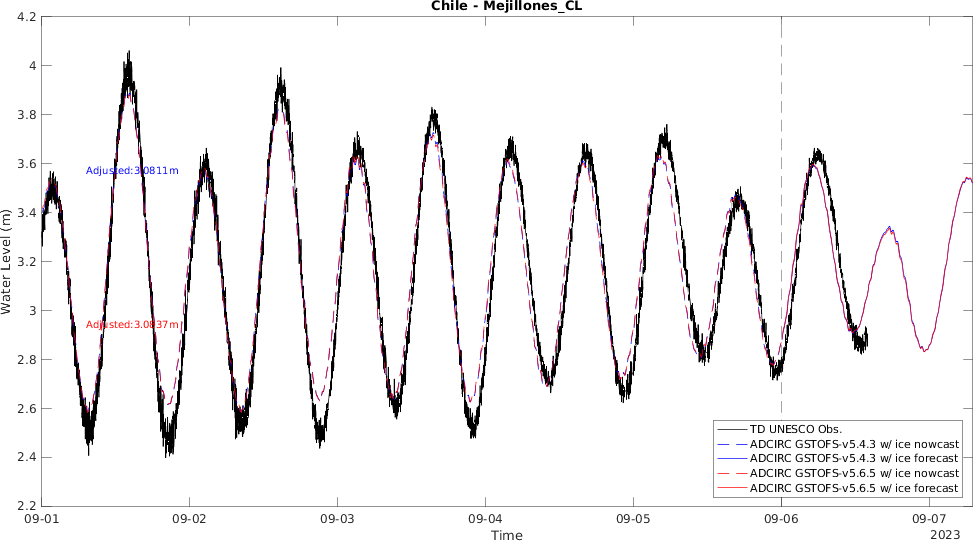 Chile - Mejillones_CL
4.2
4
3.8
3.6
3.4
3.2
3
2.8
2.6
2.4
2.2
Water Level (m)
Adjusted:3.0811m
Adjusted:3.0037m
TD UNESCO Obs.
ADCIRC GSTOFS-v5.4.3 w/ ice nowcast
ADCIRC GSTOFS-v5.4.3 w/ ice forecast
ADCIRC GSTOFS-v5.6.5 w/ ice nowcast
ADCIRC GSTOFS-v5.6.5 w/ ice forecast
09-01 09-02 09-03 09-04 09-05 09-06 09-07
Time
2023